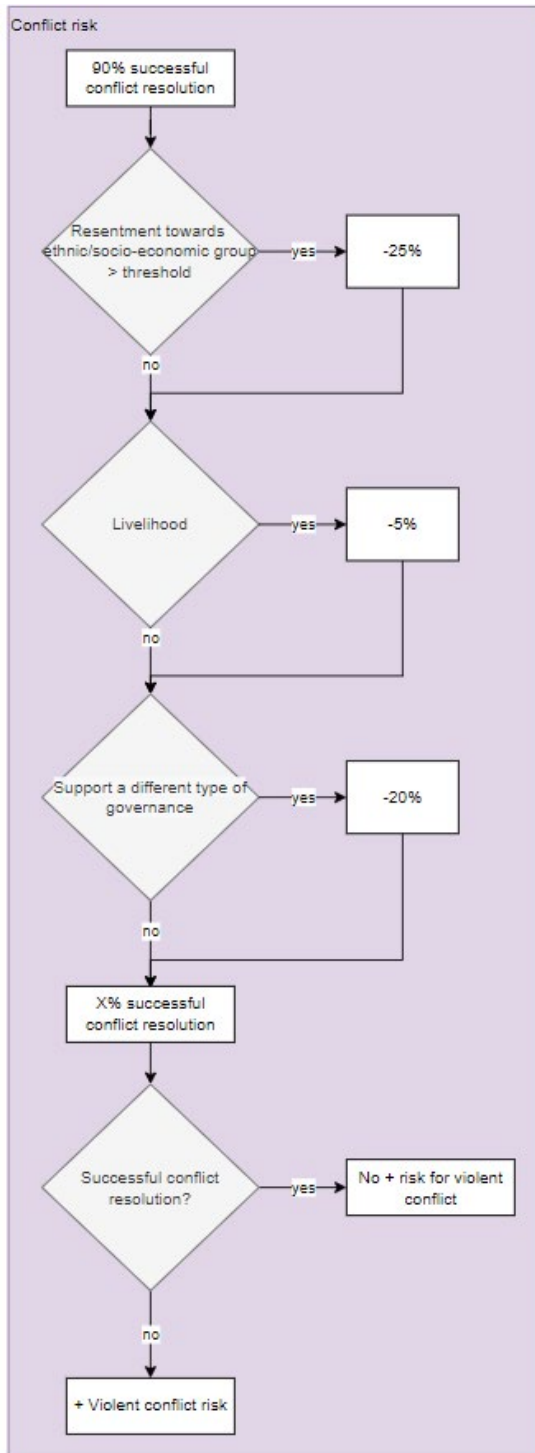 Conflict risk
90% successful
conflict resolution
Resentment towards
ethnic/socio-economic group
> threshold
yes
-25%
no
Livelihood
yes
-5%
no
Support a different type of
governance
yes
-20%
no
X% successful
conflict resolution
Successful conflict
resolution?
yes
No + risk for violent
conflict
no
+ Violent conflict risk